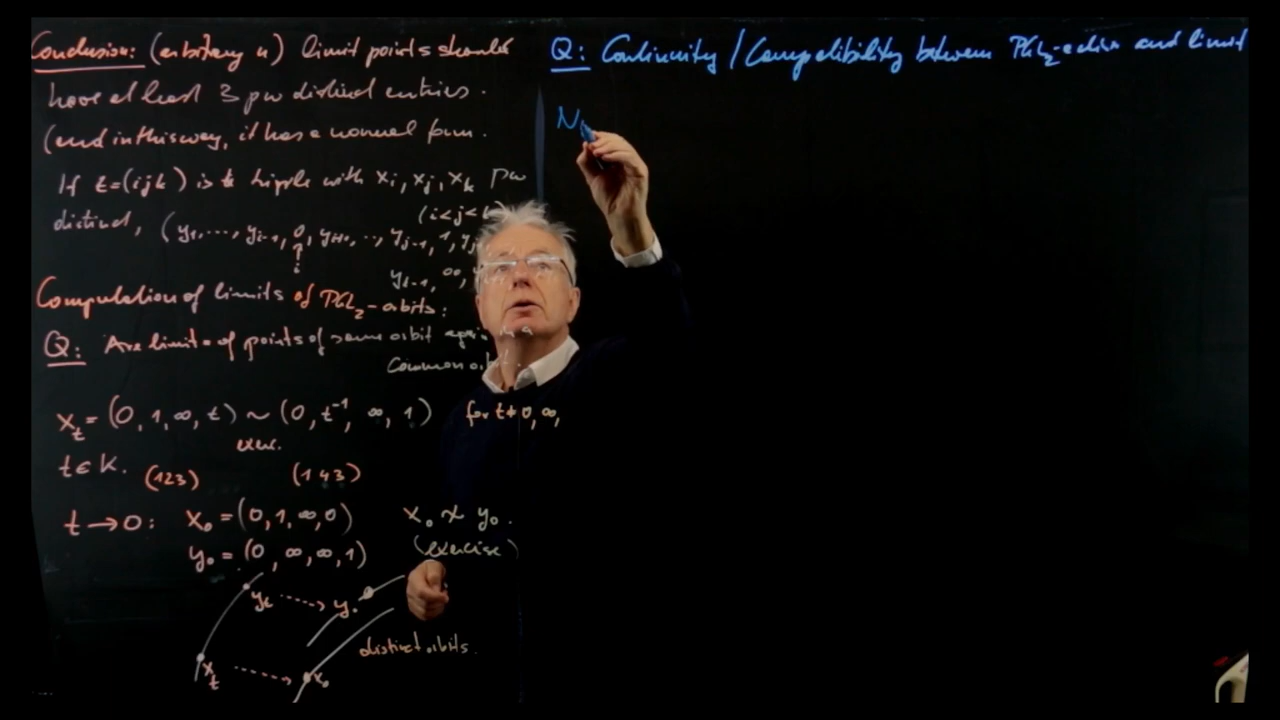 Conclusion: (arbitrary n) limit points should
have at least 3 pw distinct entries.
(and in this way, it has a normal form.
If t=(ijk) is a triple with xi, xj, xk pw
(i<j<k)
distinct, (y1,..., yi-1, 0, yi+1, .., yj-1, 1, yj
i
yk-1, ∞,
Computation of limits of PGL2-orbits:
Q: Are limits of points of same orbit again in a
common
xt = (0, 1, ∞, t) ~ (0, t⁻¹, ∞, 1) for t ≠ 0, ∞,
exer.
t ∈ K. (123) (143)
t → 0: x0 = (0, 1, ∞, 0) x0 ≁ y0.
y0 = (0, ∞, ∞, 1) (exercise)
yt y0
distinct orbits.
xt x0
Q: Continuity / Compatibility between PGL2-action and limit
N